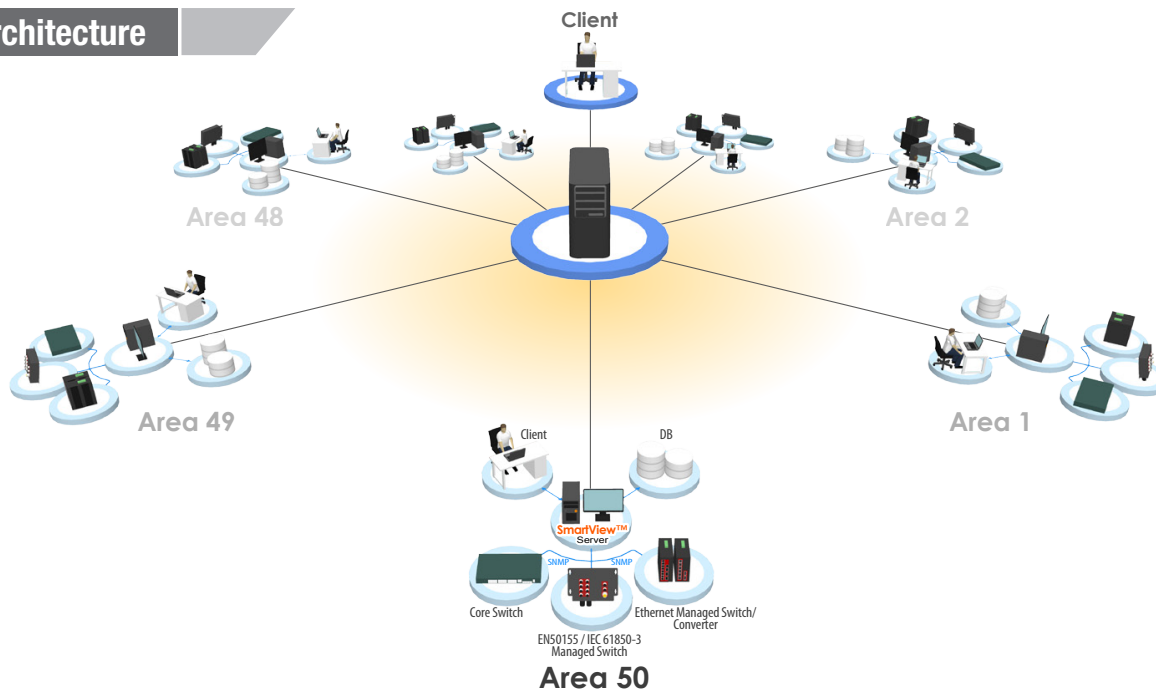 rchitecture
Client
Area 48
Area 2
Area 49
Area 1
Client
DB
SmartView™
Server
SNMP
SNMP
Core Switch
Ethernet Managed Switch/
Converter
EN50155 / IEC 61850-3
Managed Switch
Area 50